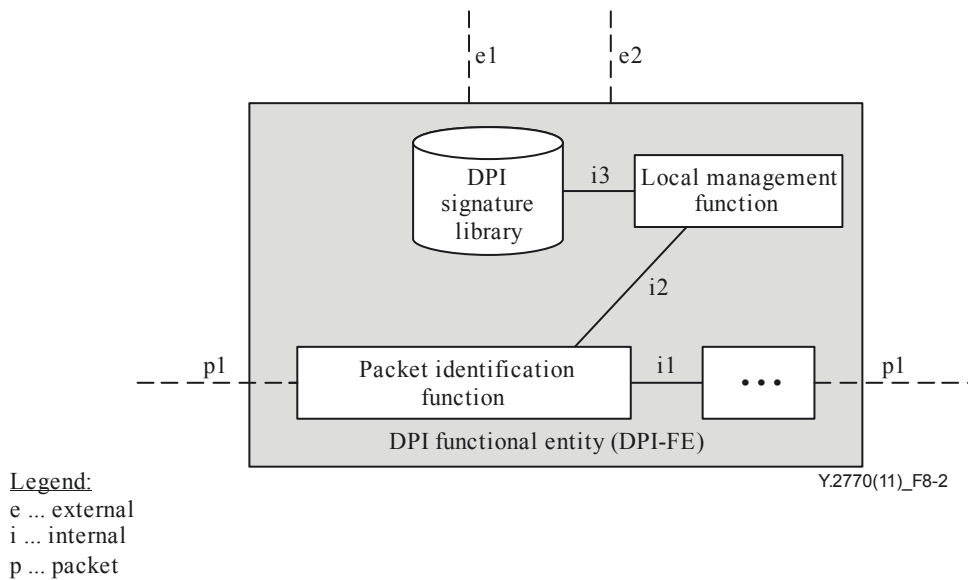 e1
e2
DPI
signature
library
i3
Local management
function
i2
p1
Packet identification
function
i1
•••
p1
DPI functional entity (DPI-FE)
Y.2770(11)_F8-2
Legend:
e ... external
i ... internal
p ... packet